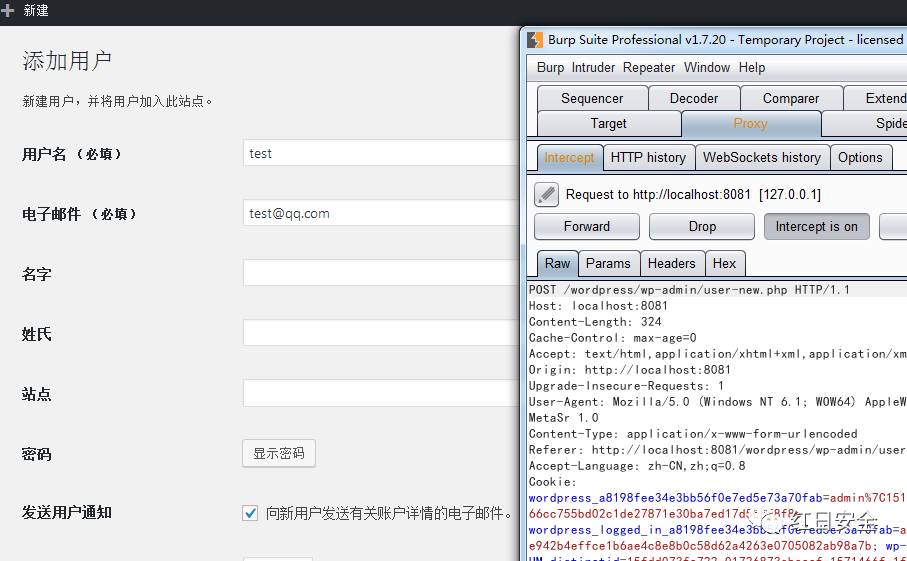 新建
添加用户
新建用户，并将用户加入此站点。
用户名（必填）
test
电子邮件（必填）
test@qq.com
名字
姓氏
站点
密码
显示密码
发送用户通知
向新用户发送有关账户详情的电子邮件。
Burp Suite Professional v1.7.20 - Temporary Project - licensed
Burp Intruder Repeater Window Help
Sequencer Decoder Comparer Extend
Target Proxy Spide
Intercept HTTP history WebSockets history Options
Request to http://localhost:8081 [127.0.0.1]
Forward Drop Intercept is on
Raw Params Headers Hex
POST /wordpress/wp-admin/user-new.php HTTP/1.1
Host: localhost:8081
Content-Length: 324
Cache-Control: max-age=0
Accept: text/html,application/xhtml+xml,application/xm
Origin: http://localhost:8081
Upgrade-Insecure-Requests: 1
User-Agent: Mozilla/5.0 (Windows NT 6.1; WOW64) AppleW
MetaSr 1.0
Content-Type: application/x-www-form-urlencoded
Referer: http://localhost:8081/wordpress/wp-admin/user
Accept-Language: zh-CN,zh;q=0.8
Cookie:
wordpress_a8198fee34e3bb56f0e7ed5e73a70fab=admin%7C151
66cc755bd02c1de27871e30ba7ed17d
红日安全
e942b4effce1b6ae4c8e8b0c58d62a4263e0705082ab98a7b; wp-